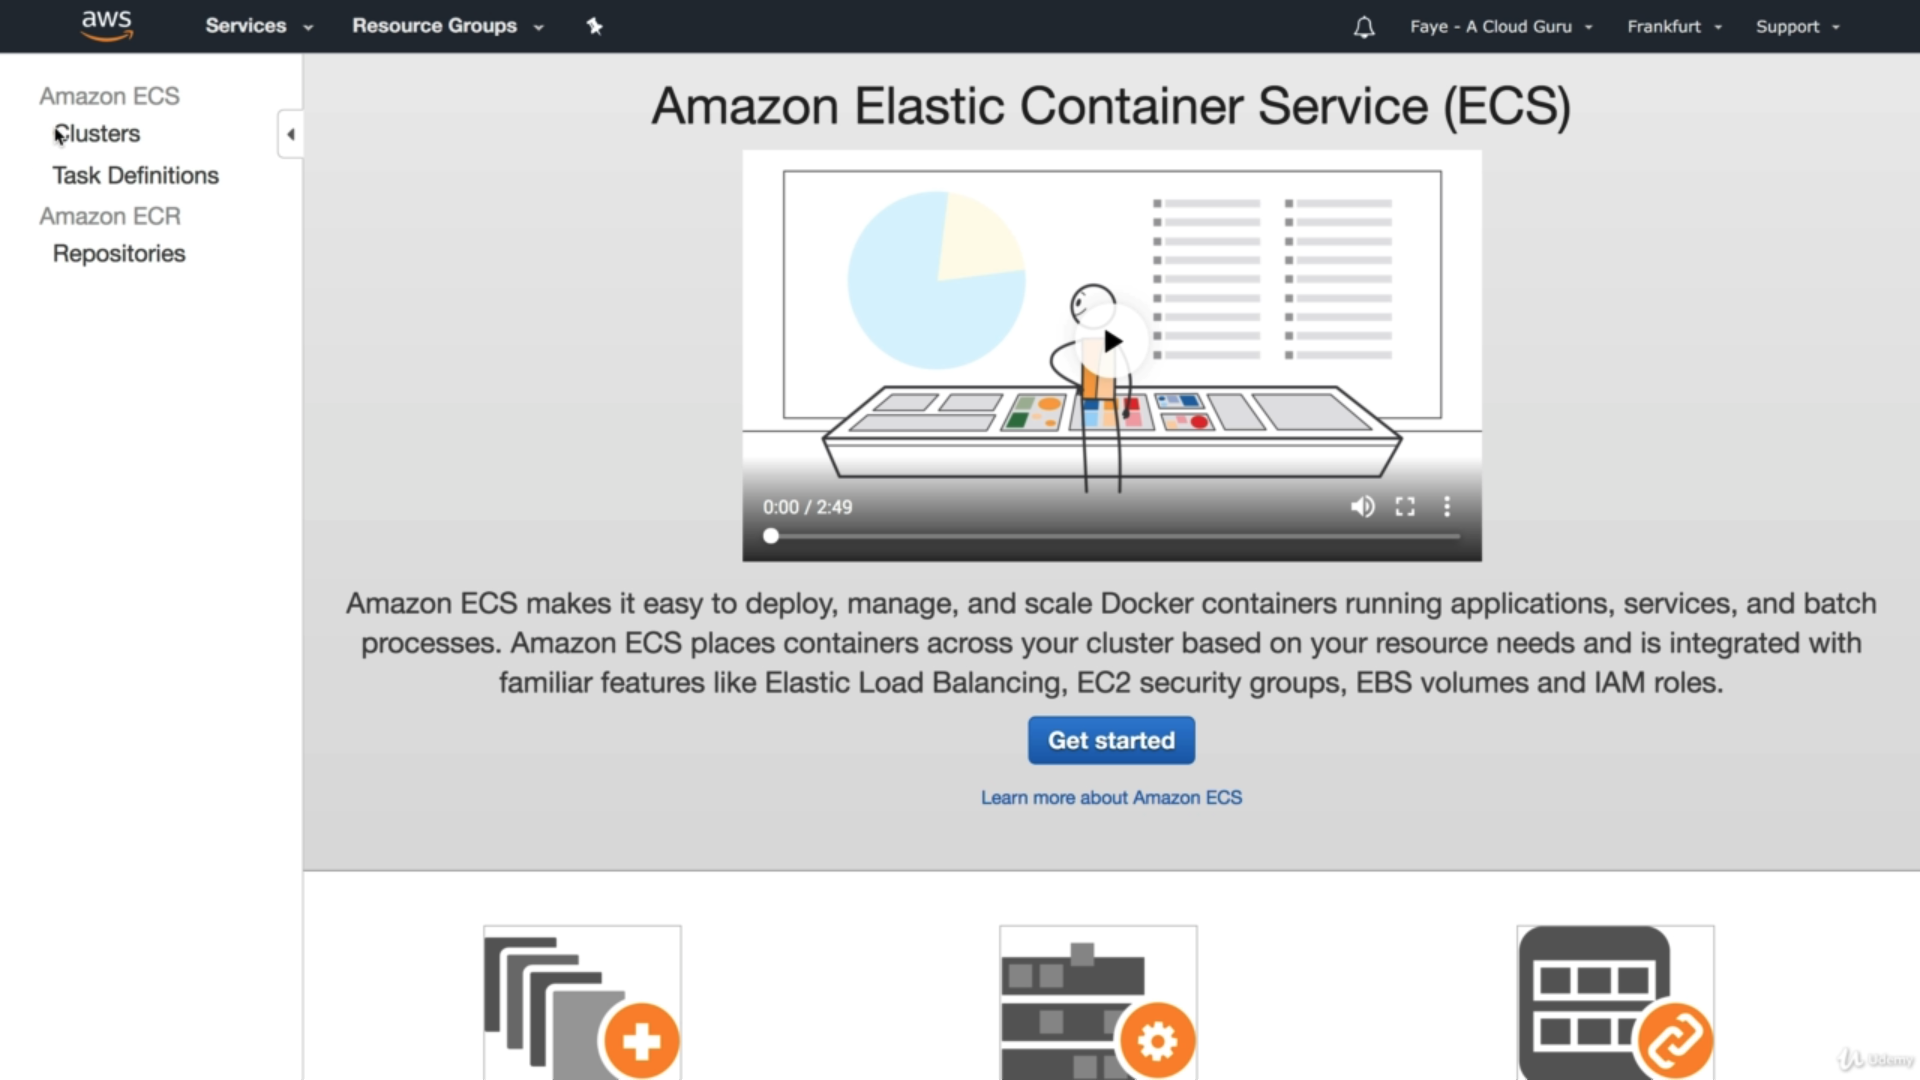 aws
Services
Resource Groups
Faye - A Cloud Guru
Frankfurt
Support
Amazon ECS
Clusters
Task Definitions
Amazon ECR
Repositories
Amazon Elastic Container Service (ECS)
0:00 / 2:49
Amazon ECS makes it easy to deploy, manage, and scale Docker containers running applications, services, and batch
processes. Amazon ECS places containers across your cluster based on your resource needs and is integrated with
familiar features like Elastic Load Balancing, EC2 security groups, EBS volumes and IAM roles.
Get started
Learn more about Amazon ECS
Udemy